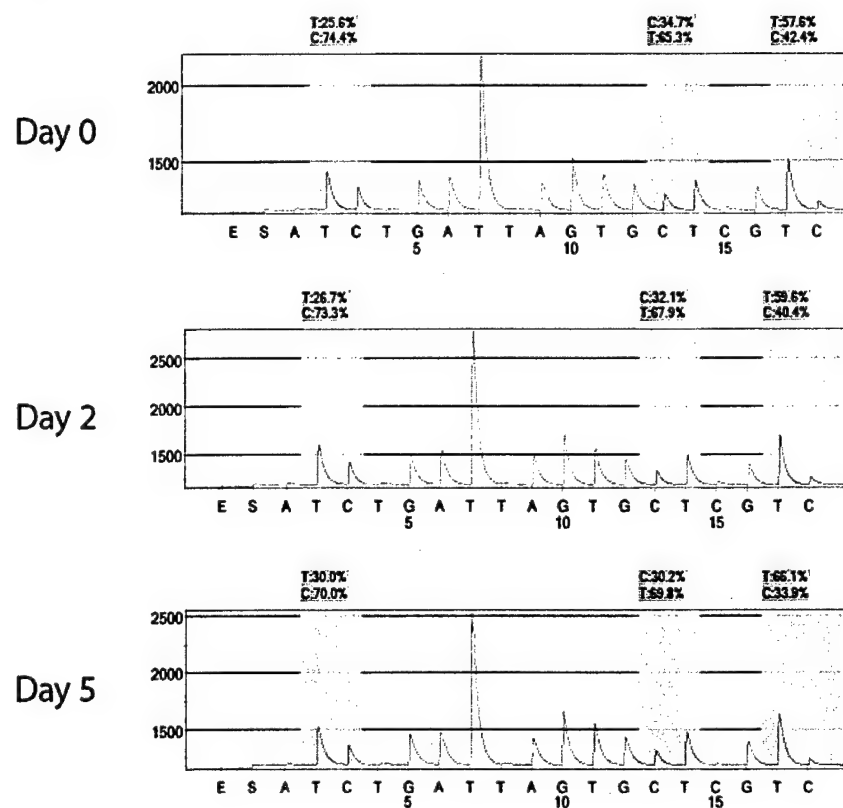 T:25.6% C:34.7% T:57.6%
C:74.4% T:65.3% C:42.4%
Day 0
2000
1500
E S A T C T G A T T A G T G C T C G T C
5 10 15
T:26.7% C:32.1% T:59.6%
C:73.3% T:67.9% C:40.4%
Day 2
2500
2000
1500
E S A T C T G A T T A G T G C T C G T C
5 10 15
T:30.0% C:30.2% T:66.1%
C:70.0% T:69.8% C:33.9%
Day 5
2500
2000
1500
E S A T C T G A T T A G T G C T C G T C
5 10 15